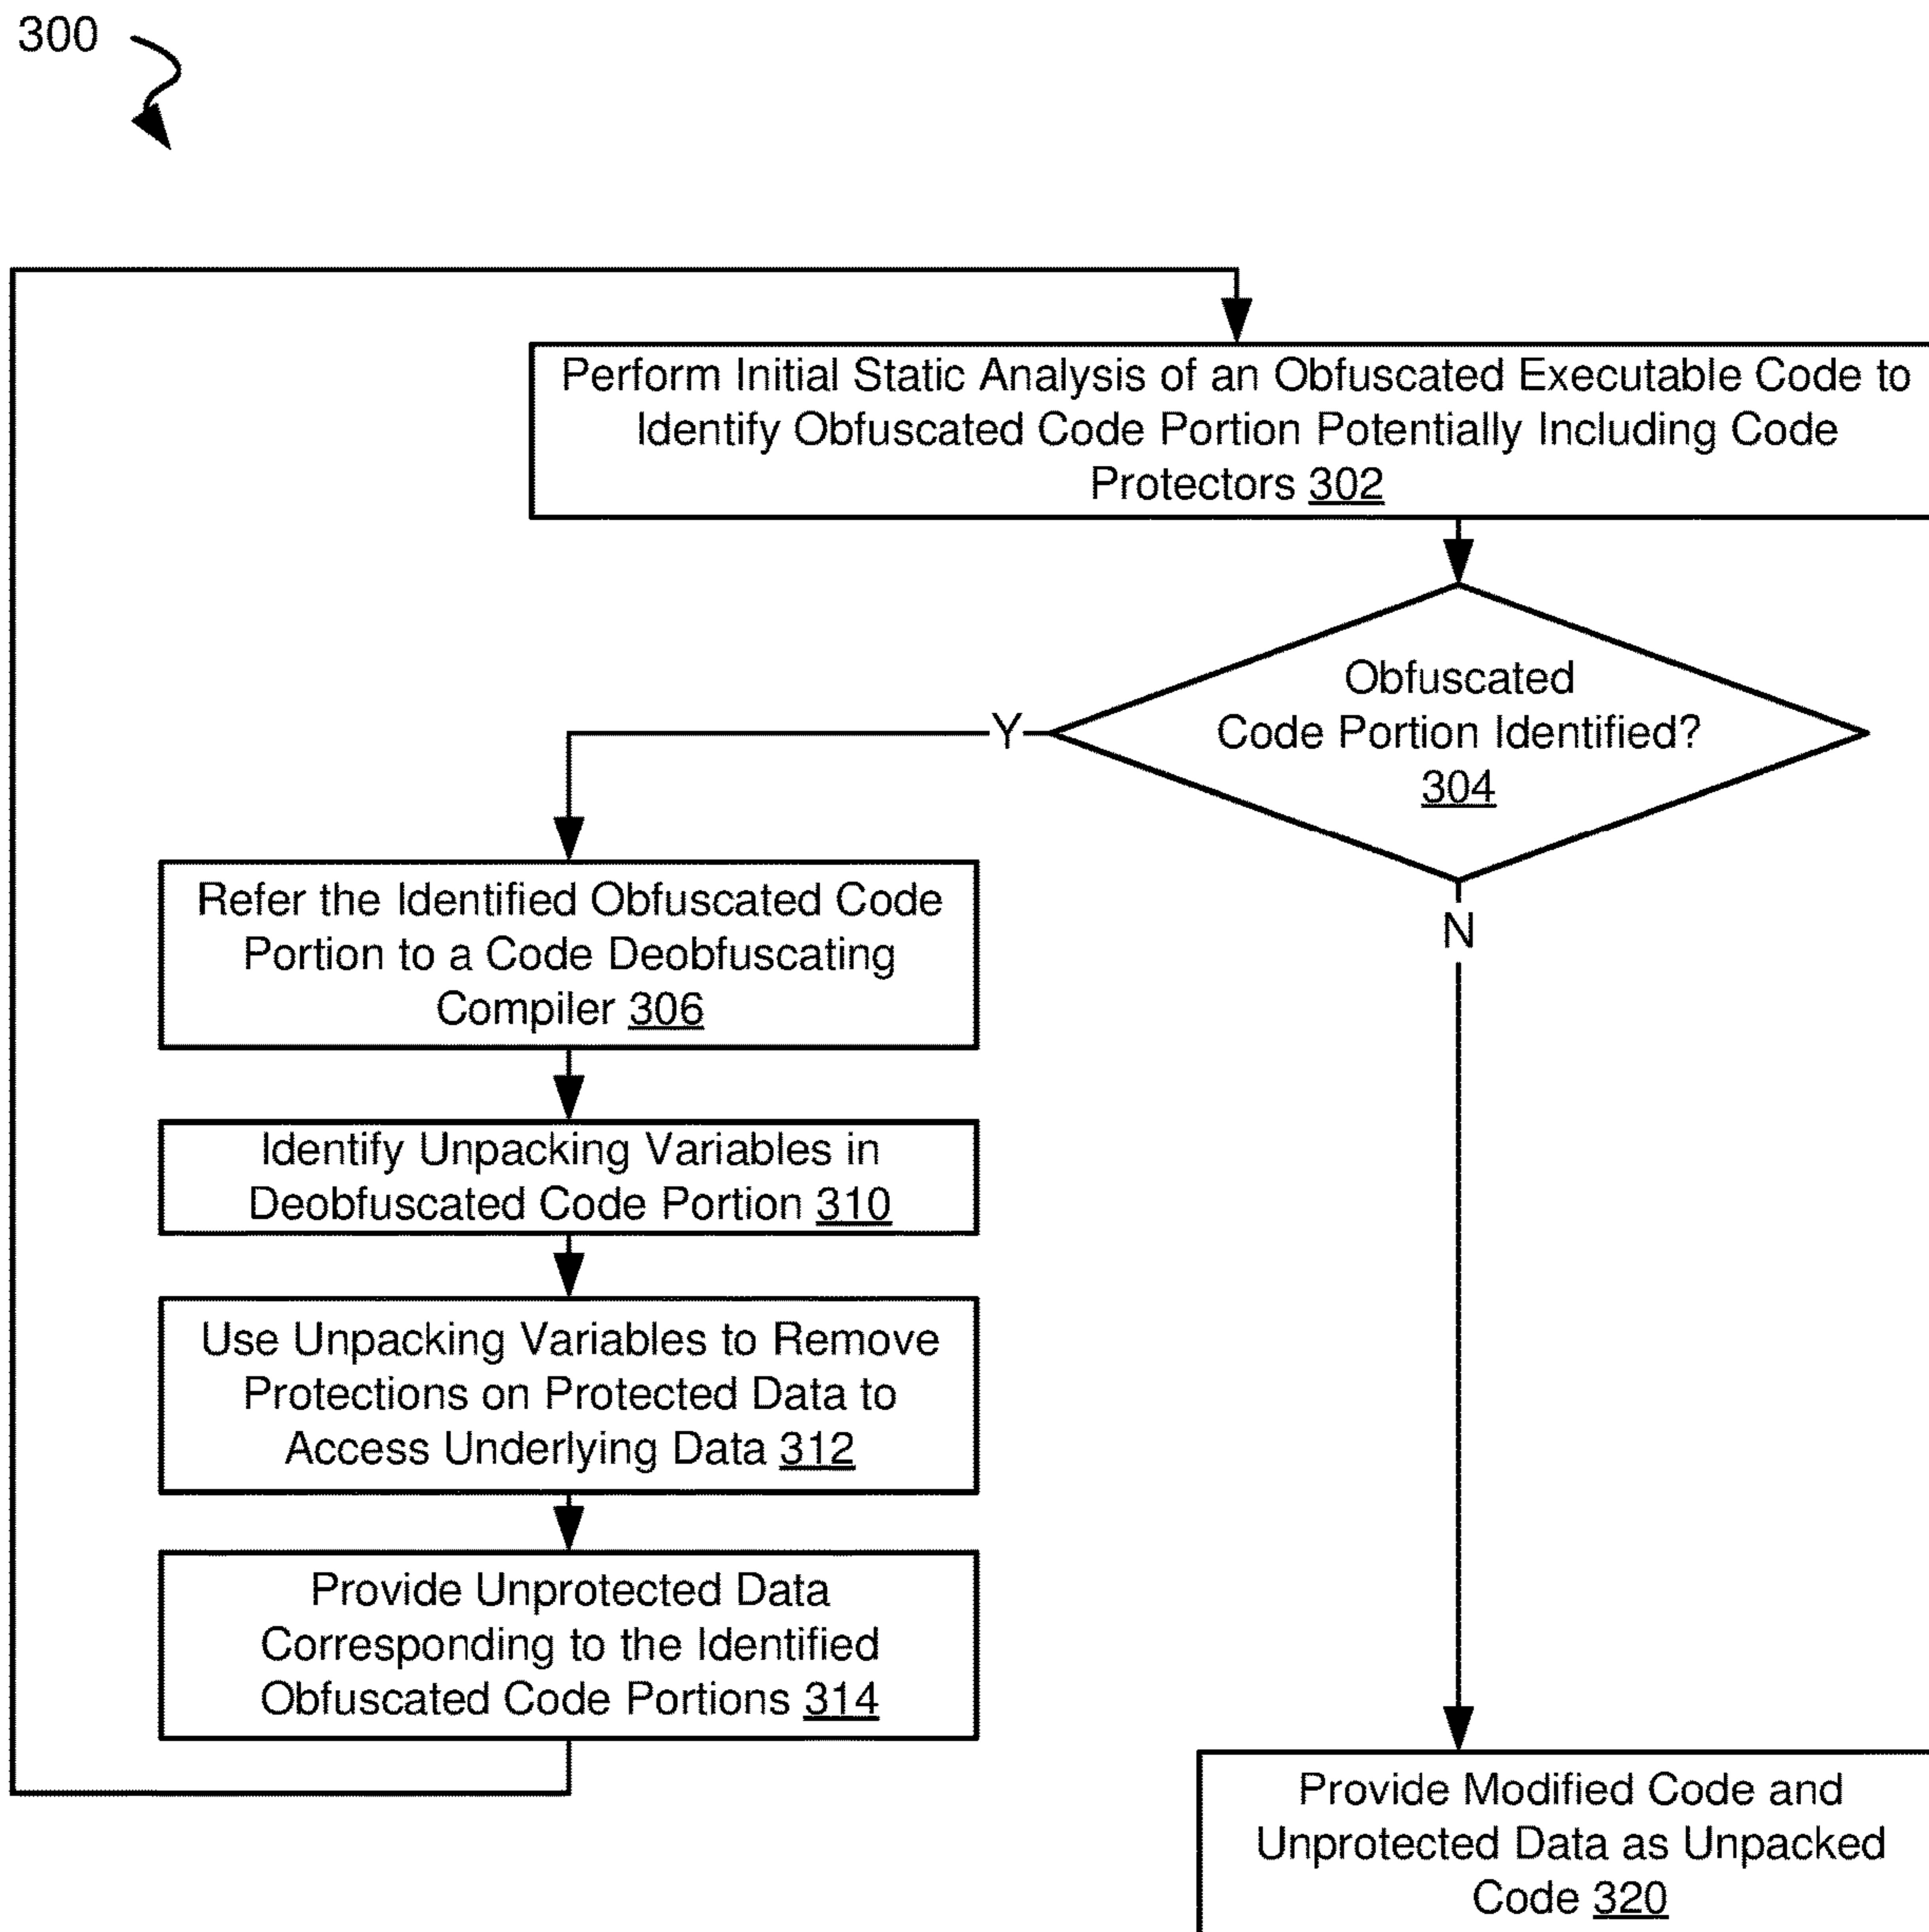 300
Perform Initial Static Analysis of an Obfuscated Executable Code to
Identify Obfuscated Code Portion Potentially Including Code
Protectors 302
Obfuscated
Code Portion Identified?
304
Y
N
Refer the Identified Obfuscated Code
Portion to a Code Deobfuscating
Compiler 306
Identify Unpacking Variables in
Deobfuscated Code Portion 310
Use Unpacking Variables to Remove
Protections on Protected Data to
Access Underlying Data 312
Provide Unprotected Data
Corresponding to the Identified
Obfuscated Code Portions 314
Provide Modified Code and
Unprotected Data as Unpacked
Code 320